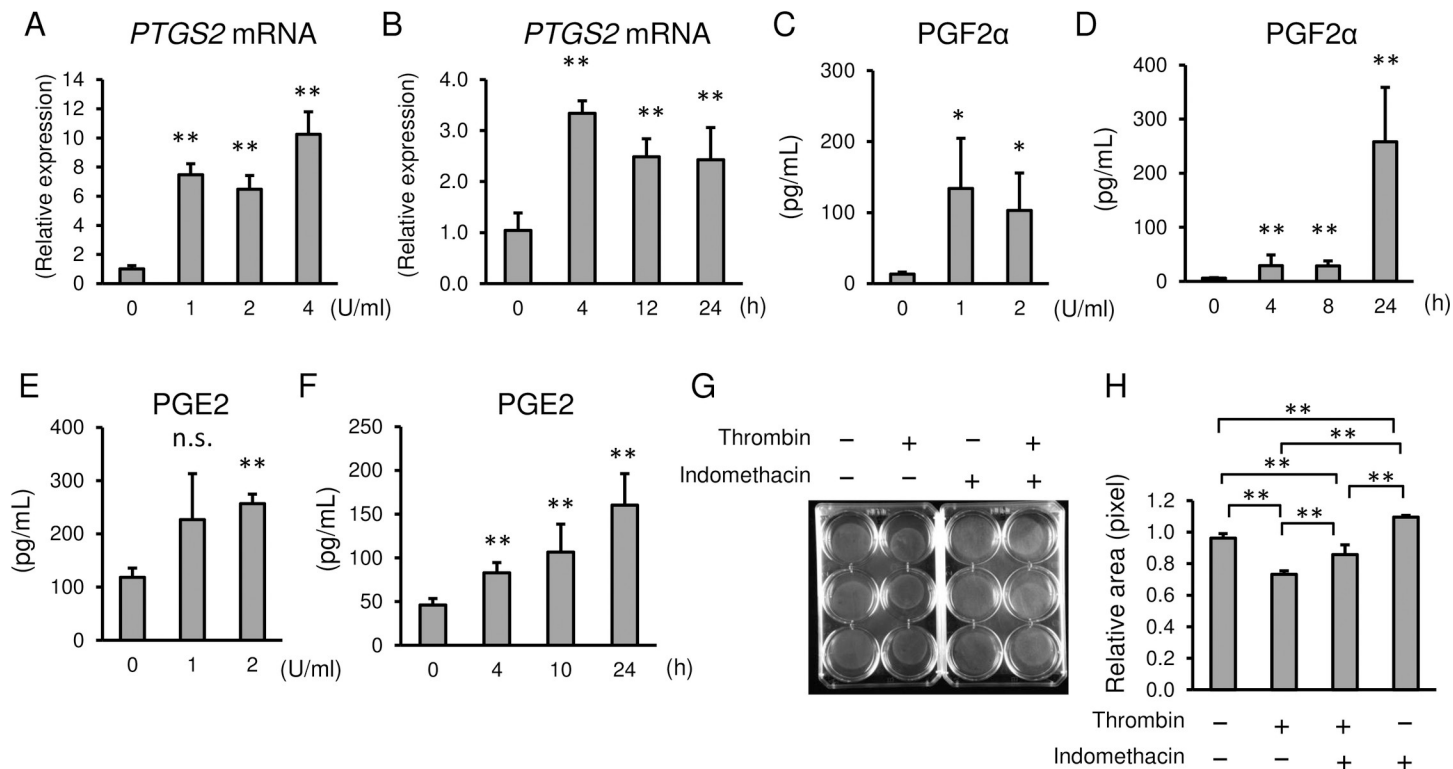 A
PTGS2 mRNA
(Relative expression)
14
12
10
8
6
4
2
0
**
**
**
0 1 2 4 (U/ml)
B
PTGS2 mRNA
(Relative expression)
4.0
3.0
2.0
1.0
0.0
**
**
**
0 4 12 24 (h)
C
PGF2α
(pg/mL)
300
200
100
0
*
*
0 1 2 (U/ml)
D
PGF2α
(pg/mL)
400
300
200
100
0
**
**
**
0 4 8 24 (h)
E
PGE2
(pg/mL)
400
300
200
100
0
n.s.
**
0 1 2 (U/ml)
F
PGE2
(pg/mL)
250
200
150
100
50
0
**
**
**
0 4 10 24 (h)
G
Thrombin − + − +
Indomethacin − − + +
H
Relative area (pixel)
1.2
1.0
0.8
0.6
0.4
0.2
0.0
**
**
**
**
**
**
Thrombin − + + −
Indomethacin − − + +